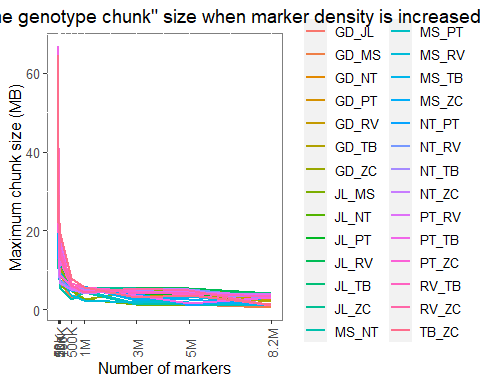 ne genotype chunk" size when marker density is increased
Maximum chunk size (MB)
60
40
20
0
500K
1M
3M
5M
8.2M
Number of markers
GD_JL
GD_MS
GD_NT
GD_PT
GD_RV
GD_TB
GD_ZC
JL_MS
JL_NT
JL_PT
JL_RV
JL_TB
JL_ZC
MS_NT
MS_PT
MS_RV
MS_TB
MS_ZC
NT_PT
NT_RV
NT_TB
NT_ZC
PT_RV
PT_TB
PT_ZC
RV_TB
RV_ZC
TB_ZC